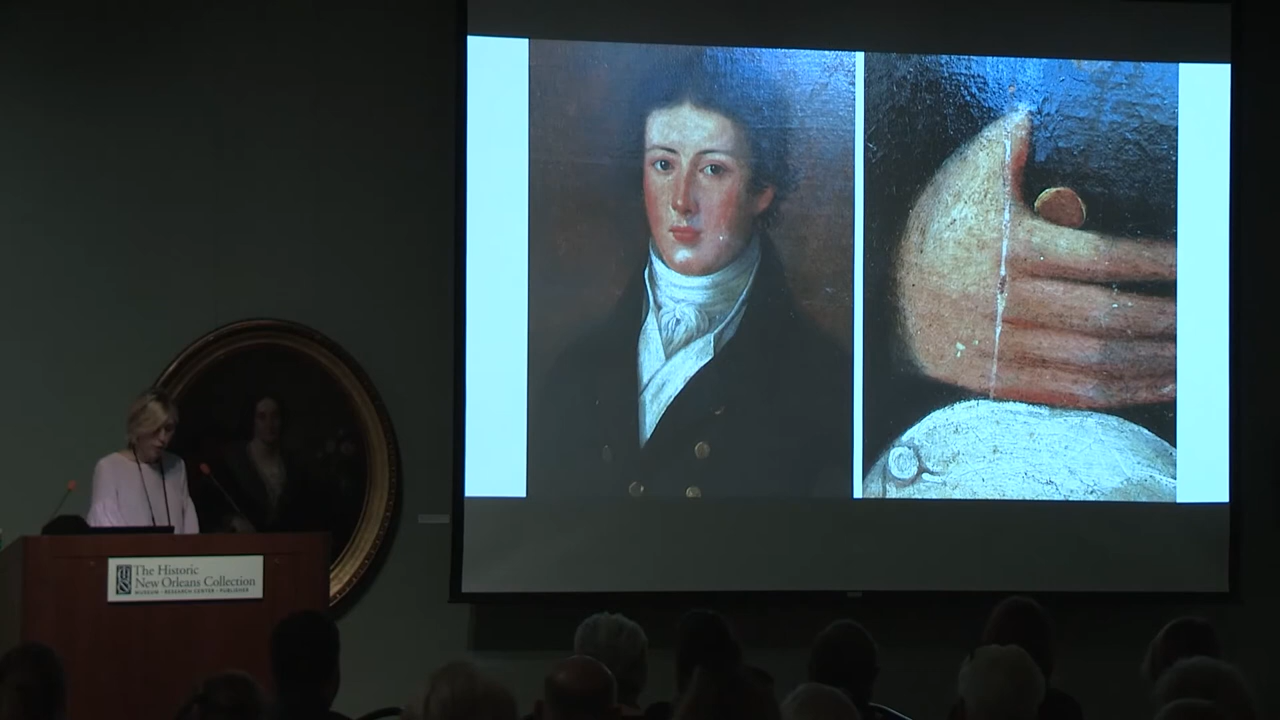 The Historic
New Orleans Collection
MUSEUM • RESEARCH CENTER • PUBLISHER